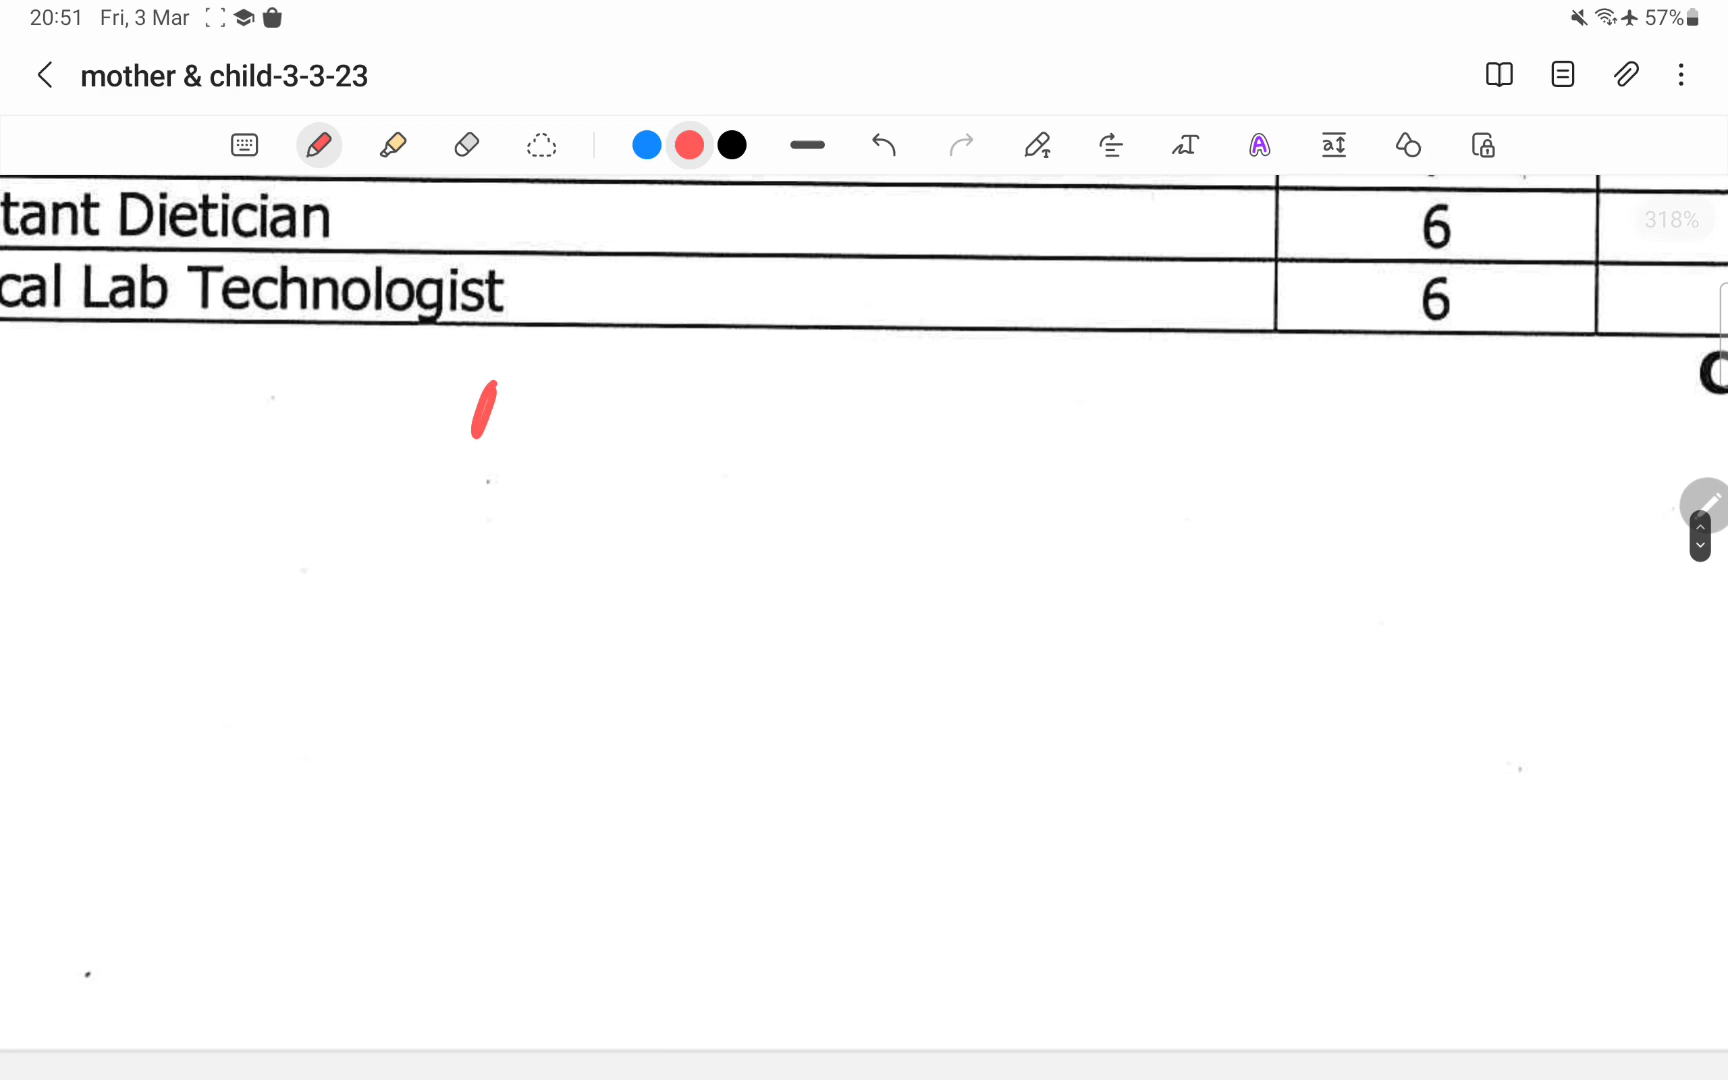 20:51 Fri, 3 Mar 57%
mother & child-3-3-23
tant Dietician 6
318%
cal Lab Technologist 6